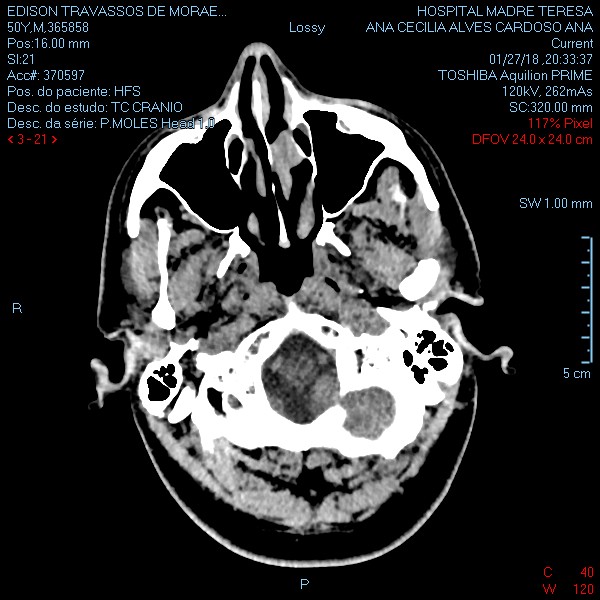 EDISON TRAVASSOS DE MORAE...
50Y,M,365858
Pos:16.00 mm
SI:21
Acc#: 370597
Pos. do paciente: HFS
Desc. do estudo: TC CRANIO
Desc. da série: P.MOLES Head 1.0
< 3 - 21 >
Lossy
HOSPITAL MADRE TERESA
ANA CECILIA ALVES CARDOSO ANA
Current
01/27/18 ,20:33:37
TOSHIBA Aquilion PRIME
120kV, 262mAs
SC:320.00 mm
117% Pixel
DFOV 24.0 x 24.0 cm
SW 1.00 mm
R
5 cm
P
C 40
W 120